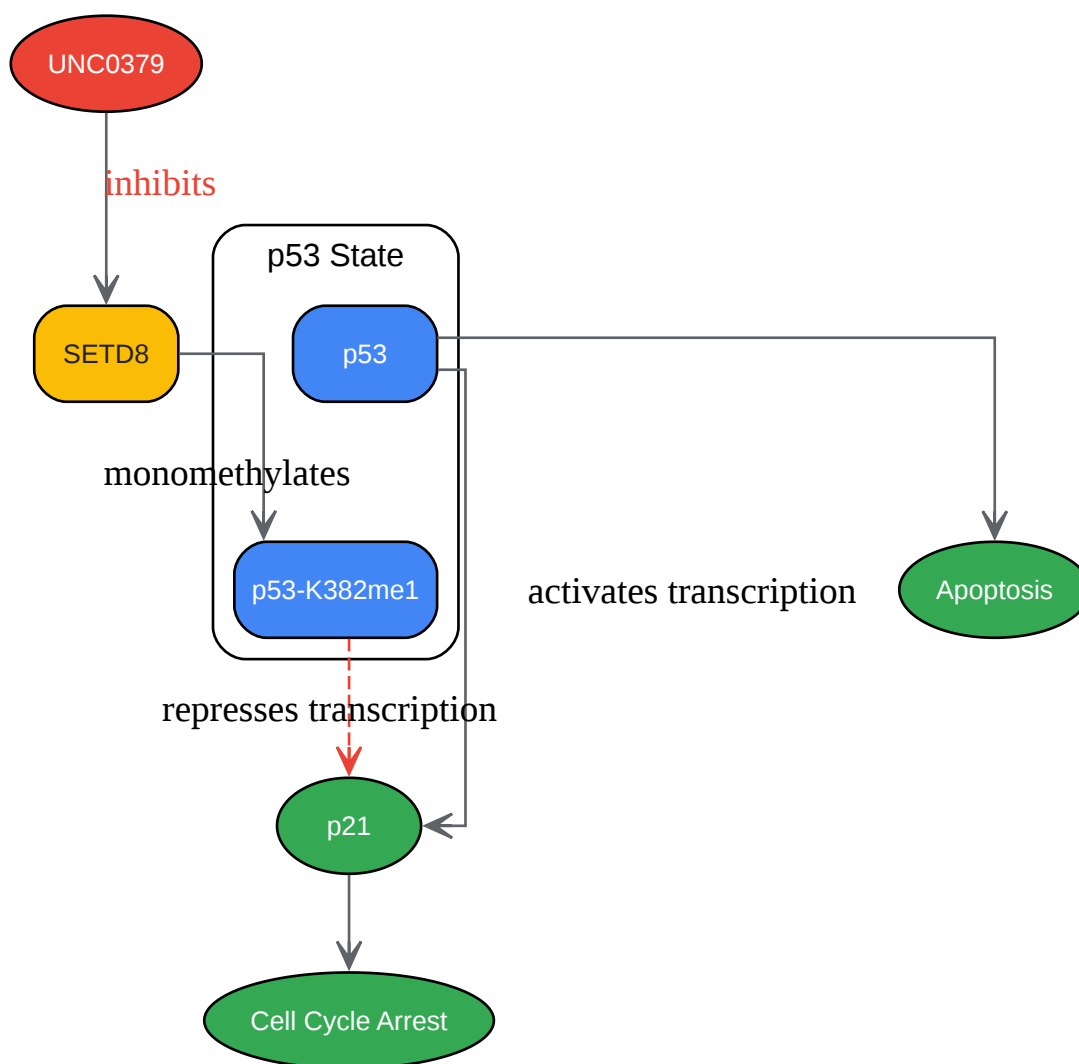 UNC0379
inhibits
p53 State
SETD8
p53
monomethylates
p53-K382me1
activates transcription
Apoptosis
represses transcription
p21
Cell Cycle Arrest